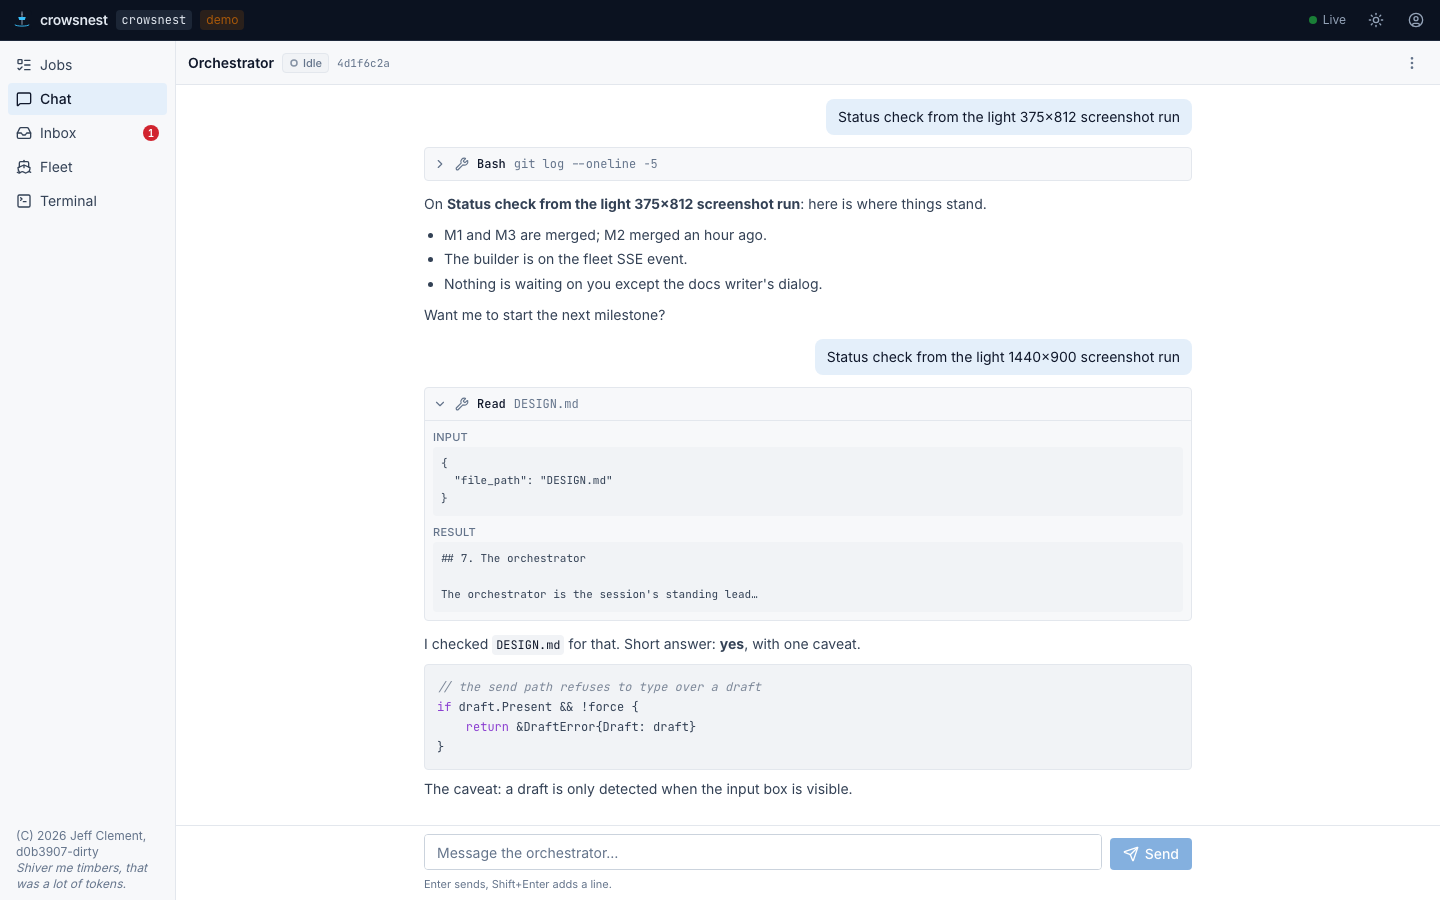 crowsnest crowsnest demo
Live
Jobs
Chat
Inbox 1
Fleet
Terminal
(C) 2026 Jeff Clement,
d0b3907-dirty
Shiver me timbers, that
was a lot of tokens.
Orchestrator Idle 4d1f6c2a
Status check from the light 375×812 screenshot run
Bash git log --oneline -5
On Status check from the light 375×812 screenshot run: here is where things stand.
• M1 and M3 are merged; M2 merged an hour ago.
• The builder is on the fleet SSE event.
• Nothing is waiting on you except the docs writer's dialog.
Want me to start the next milestone?
Status check from the light 1440×900 screenshot run
Read DESIGN.md
INPUT
{
  "file_path": "DESIGN.md"
}
RESULT
## 7. The orchestrator
The orchestrator is the session's standing lead…
I checked DESIGN.md for that. Short answer: yes, with one caveat.
// the send path refuses to type over a draft
if draft.Present && !force {
    return &DraftError{Draft: draft}
}
The caveat: a draft is only detected when the input box is visible.
Message the orchestrator...
Send
Enter sends, Shift+Enter adds a line.